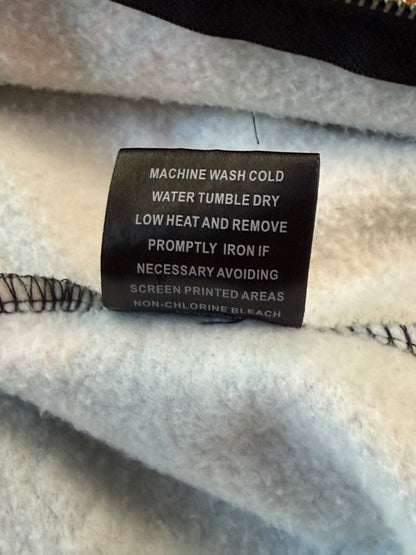 MACHINE WASH COLD
WATER TUMBLE DRY
LOW HEAT AND REMOVE
PROMPTLY IRON IF
NECESSARY AVOIDING
SCREEN PRINTED AREAS
NON-CHLORINE BLEACH